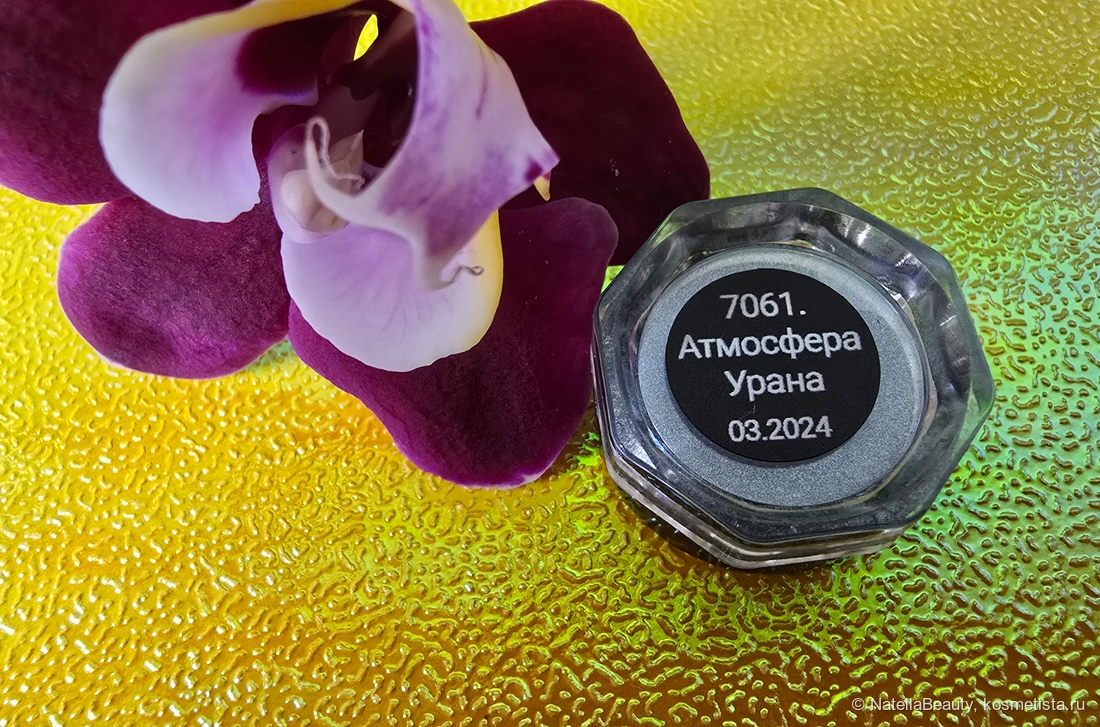 7061.
Атмосфера
Урана
03.2024
© NatellaBeauty, kosmetista.ru